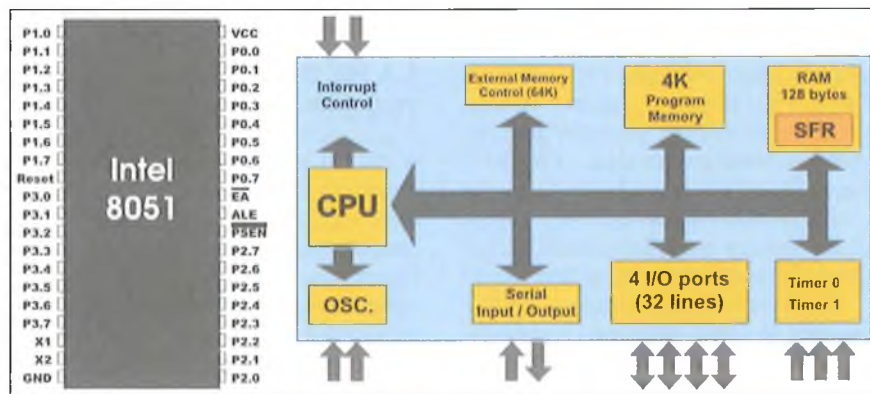 P1.0
P1.1
P1.2
P1.3
P1.4
P1.5
P1.6
P1.7
Reset
P3.0
P3.1
P3.2
P3.3
P3.4
P3.5
P3.6
P3.7
X1
X2
GND
Intel
8051
VCC
P0.0
P0.1
P0.2
P0.3
P0.4
P0.5
P0.6
P0.7
EA
ALE
PSEN
P2.7
P2.6
P2.5
P2.4
P2.3
P2.2
P2.1
P2.0
Interrupt
Control
External Memory
Control (64K)
4K
Program
Memory
RAM
128 bytes
SFR
CPU
OSC.
Serial
Input / Output
4 I/O ports
(32 lines)
Timer 0
Timer 1